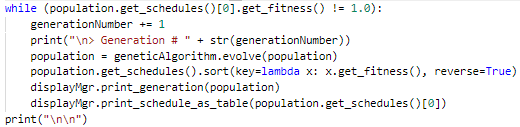 while (population.get_schedules()[0].get_fitness() != 1.0):
    generationNumber += 1
    print("\n> Generation # " + str(generationNumber))
    population = geneticAlgorithm.evolve(population)
    population.get_schedules().sort(key=lambda x: x.get_fitness(), reverse=True)
    displayMgr.print_generation(population)
    displayMgr.print_schedule_as_table(population.get_schedules()[0])
print("\n\n")